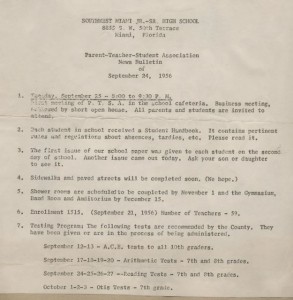 SOUTHWEST MIAMI JR.-SR. HIGH SCHOOL
Miami, Florida
Parent-Teacher-Student Association
News Bulletin
of
September 24, 1956
1. Tuesday, September 25 - 6:00 to 9:30 P. M.
First meeting of P. T. S. A. in the school cafeteria. Business meeting,
followed by short open house. All parents and students are invited to
attend.
2. Each student in school received a Student Handbook. It contains pertinent
rules and regulations about absences, tardies, etc. Please read it.
3. The first issue of our school paper was given to each student on the second
day of school. Another issue came out today. Ask your son or daughter
to see it.
4. Sidewalks and paved streets will be completed soon. (We hope.)
5. Shower rooms are scheduled to be completed by November 1 and the Gymnasium,
Band Room and Auditorium by December 15.
6. Enrollment 1318. (September 21, 1956) Number of Teachers - 59.
7. Testing Program: The following tests are recommended by the County. They
have been given or are in the process of being administered.
September 12-13 - A.C.E. tests to all 10th graders.
September 17-18-19-20 - Arithmetic Tests - 7th and 9th grades.
September 24-25-26-27 - Reading Tests - 7th and 9th grades.
October 1-2-3 - Otis Tests - 7th grade.